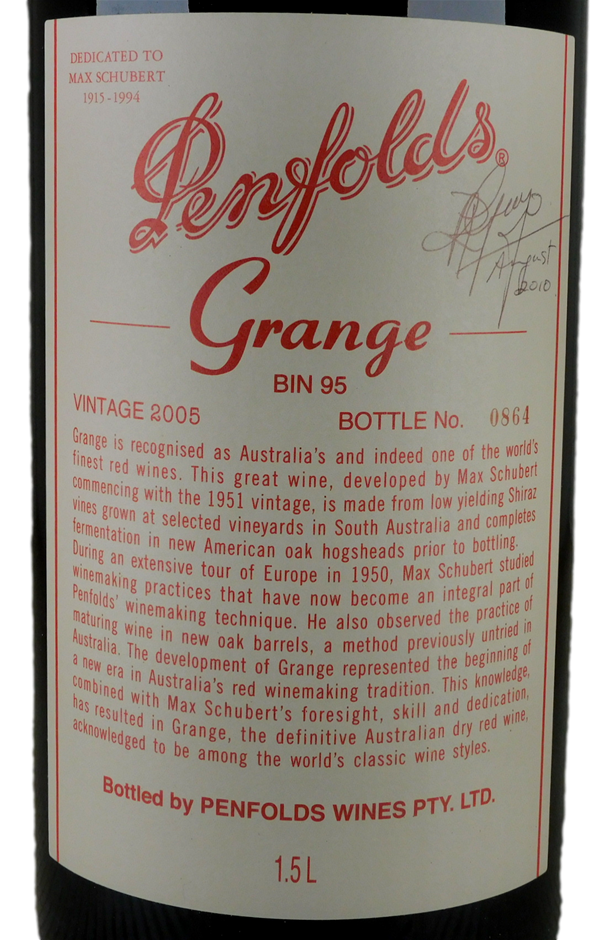 DEDICATED TO
MAX SCHUBERT
1915-1994
Penfolds®
August
2010
Grange
BIN 95
VINTAGE 2005
BOTTLE No. 0864
Grange is recognised as Australia's and indeed one of the world's
finest red wines. This great wine, developed by Max Schubert
commencing with the 1951 vintage, is made from low yielding Shiraz
vines grown at selected vineyards in South Australia and completes
fermentation in new American oak hogsheads prior to bottling.
During an extensive tour of Europe in 1950, Max Schubert studied
winemaking practices that have now become an integral part of
Penfolds' winemaking technique. He also observed the practice of
maturing wine in new oak barrels, a method previously untried in
Australia. The development of Grange represented the beginning of
a new era in Australia's red winemaking tradition. This knowledge,
combined with Max Schubert's foresight, skill and dedication,
has resulted in Grange, the definitive Australian dry red wine,
acknowledged to be among the world's classic wine styles.
Bottled by PENFOLDS WINES PTY. LTD.
1.5 L